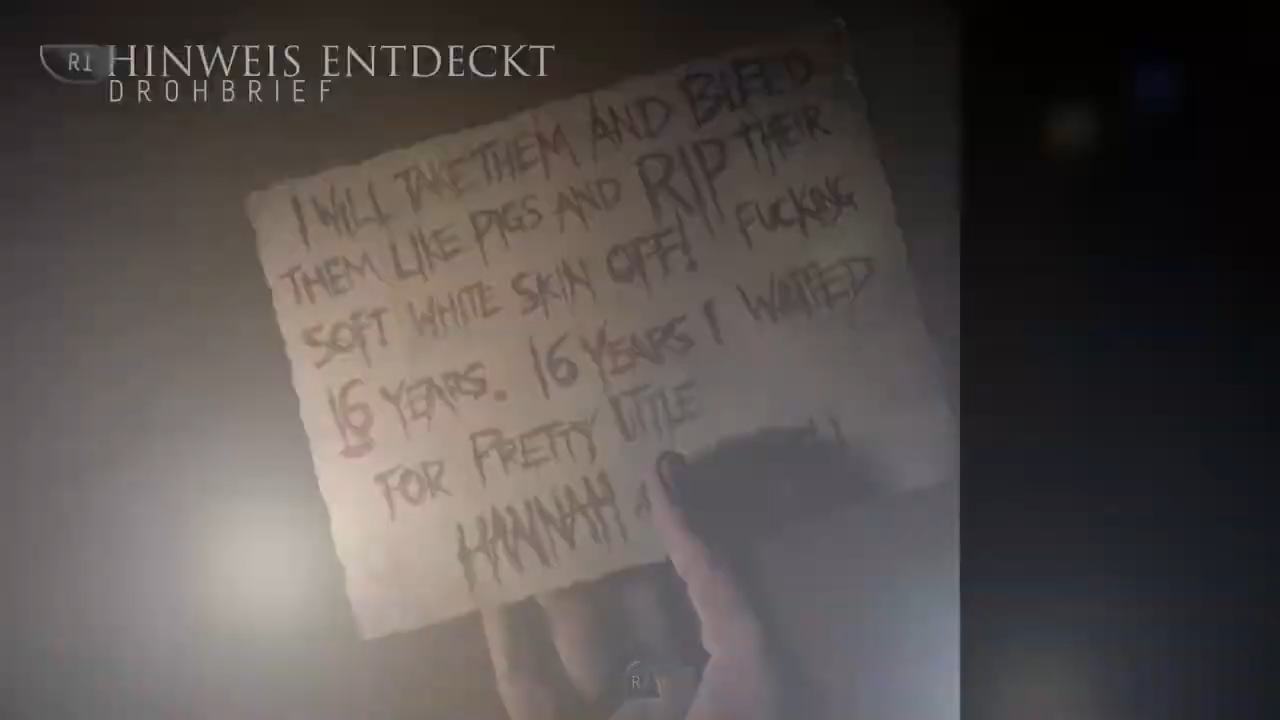 R1 HINWEIS ENTDECKT
DROHBRIEF
I WILL TAKE THEM AND BLEED
THEM LIKE PIGS AND RIP THEIR
SOFT WHITE SKIN OFF! FUCKING
16 YEARS. 16 YEARS I WAITED
FOR PRETTY LITTLE
HANNAH
R